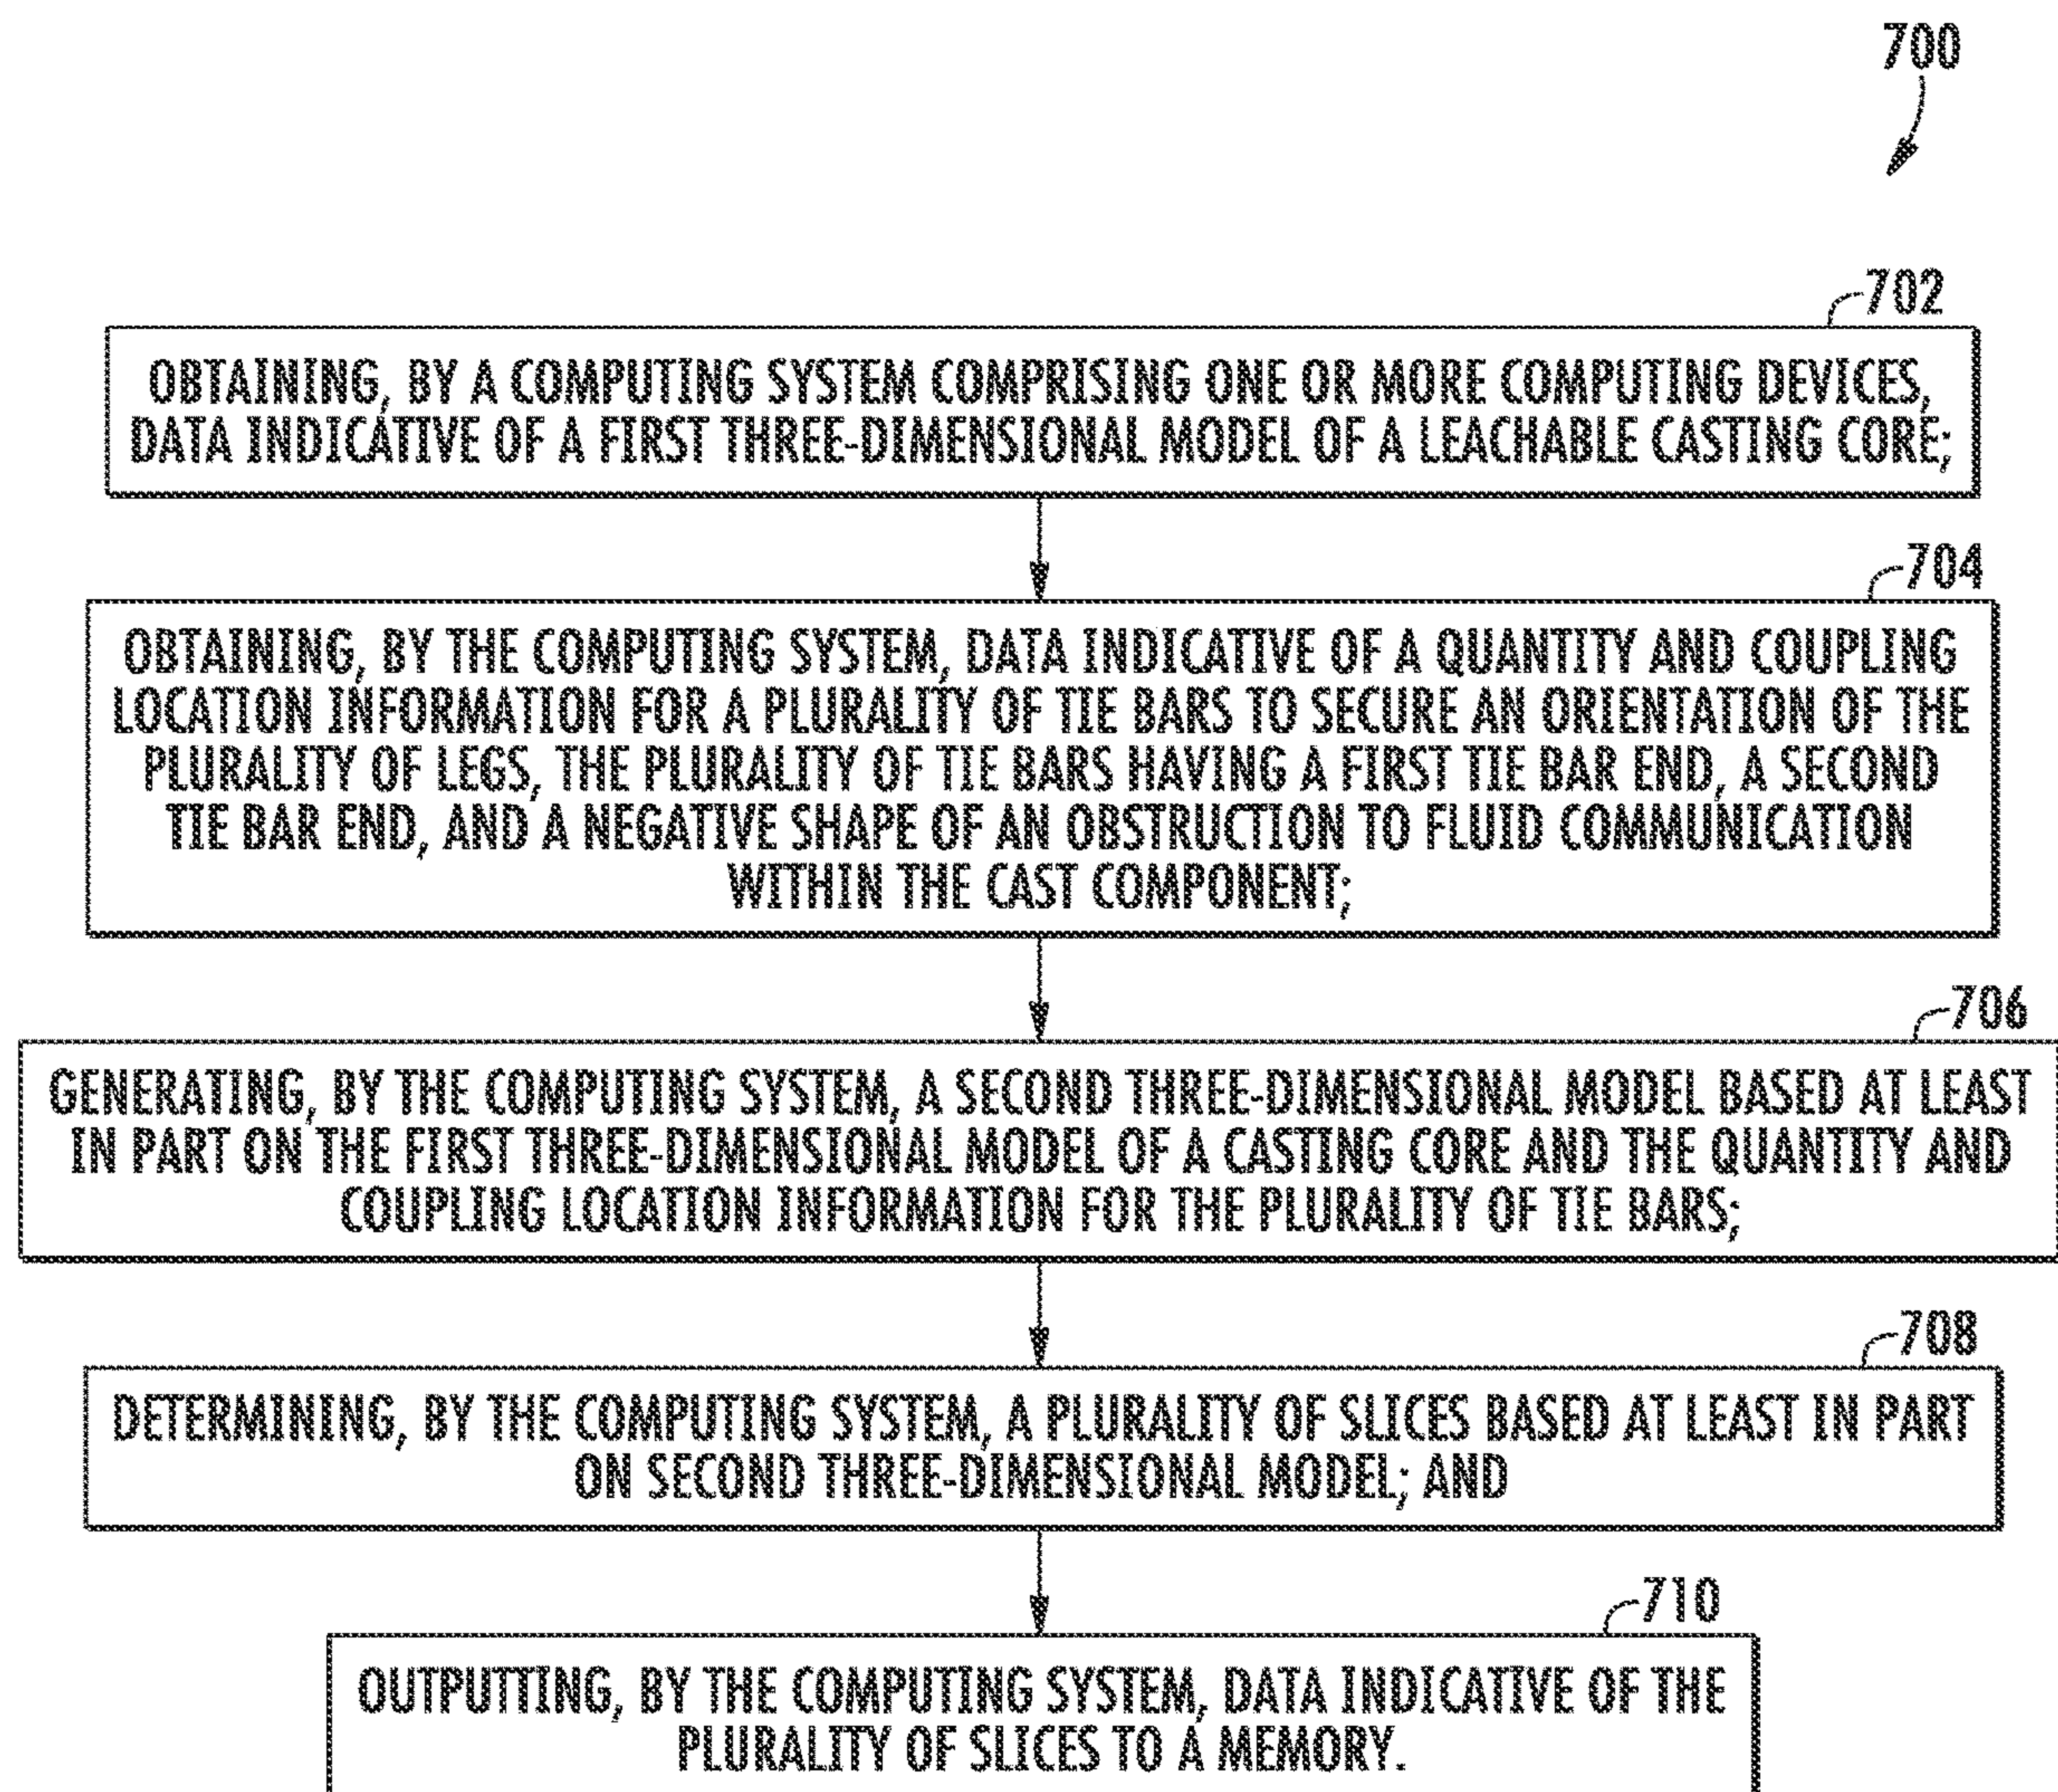 700
702
OBTAINING, BY A COMPUTING SYSTEM COMPRISING ONE OR MORE COMPUTING DEVICES,
DATA INDICATIVE OF A FIRST THREE-DIMENSIONAL MODEL OF A LEACHABLE CASTING CORE;
704
OBTAINING, BY THE COMPUTING SYSTEM, DATA INDICATIVE OF A QUANTITY AND COUPLING
LOCATION INFORMATION FOR A PLURALITY OF TIE BARS TO SECURE AN ORIENTATION OF THE
PLURALITY OF LEGS, THE PLURALITY OF TIE BARS HAVING A FIRST TIE BAR END, A SECOND
TIE BAR END, AND A NEGATIVE SHAPE OF AN OBSTRUCTION TO FLUID COMMUNICATION
WITHIN THE CAST COMPONENT;
706
GENERATING, BY THE COMPUTING SYSTEM, A SECOND THREE-DIMENSIONAL MODEL BASED AT LEAST
IN PART ON THE FIRST THREE-DIMENSIONAL MODEL OF A CASTING CORE AND THE QUANTITY AND
COUPLING LOCATION INFORMATION FOR THE PLURALITY OF TIE BARS;
708
DETERMINING, BY THE COMPUTING SYSTEM, A PLURALITY OF SLICES BASED AT LEAST IN PART
ON SECOND THREE-DIMENSIONAL MODEL; AND
710
OUTPUTTING, BY THE COMPUTING SYSTEM, DATA INDICATIVE OF THE
PLURALITY OF SLICES TO A MEMORY.